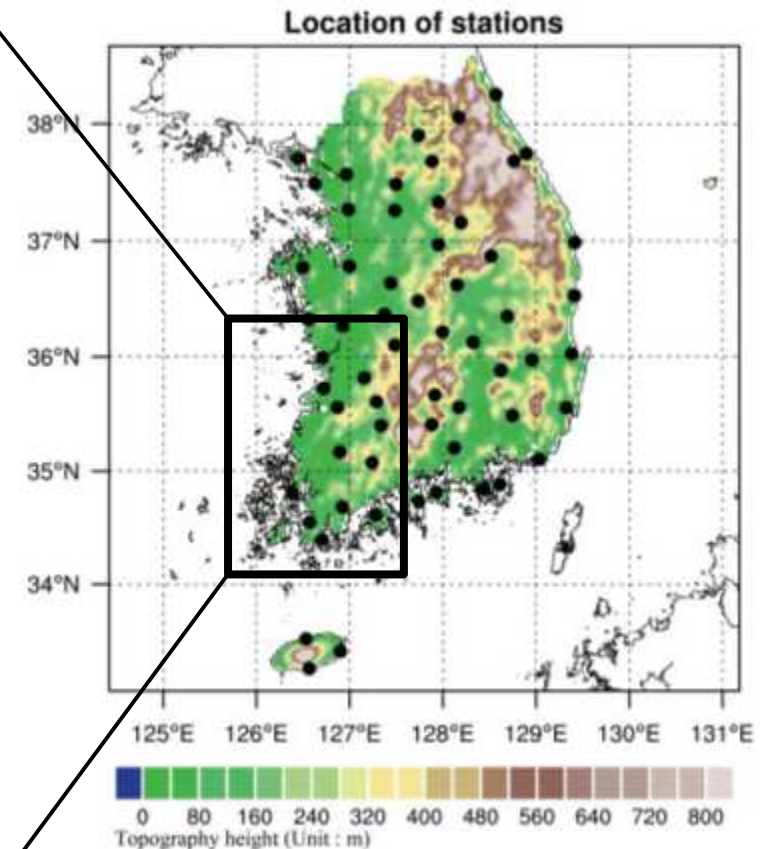 Location of stations
38°N
37°N
36°N
35°N
34°N
125°E 126°E 127°E 128°E 129°E 130°E 131°E
0 80 160 240 320 400 480 560 640 720 800
Topography height (Unit : m)